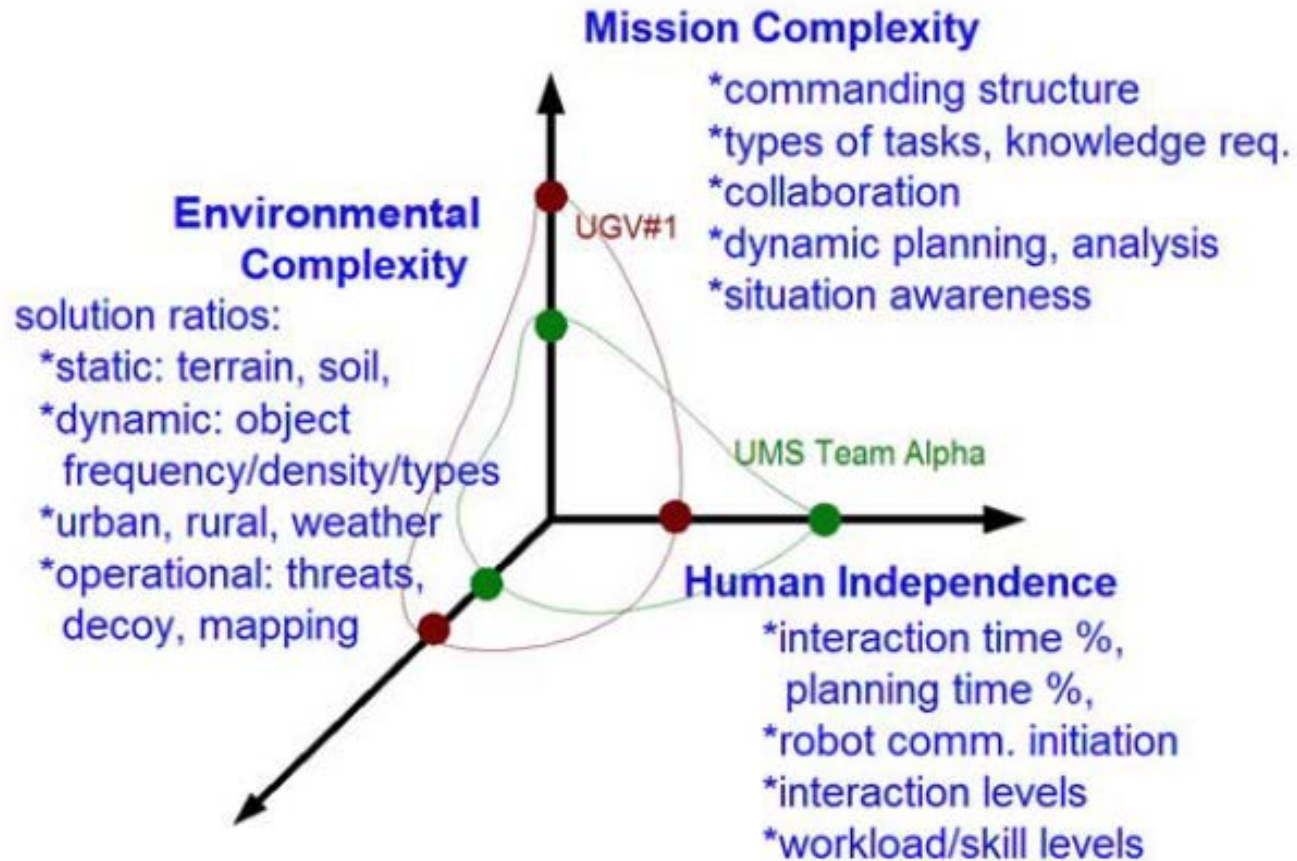 Mission Complexity
*commanding structure
*types of tasks, knowledge req.
*collaboration
*dynamic planning, analysis
*situation awareness
UGV#1
Environmental
Complexity
solution ratios:
*static: terrain, soil,
*dynamic: object
frequency/density/types
*urban, rural, weather
*operational: threats,
decoy, mapping
UMS Team Alpha
Human Independence
*interaction time %,
planning time %,
*robot comm. initiation
*interaction levels
*workload/skill levels